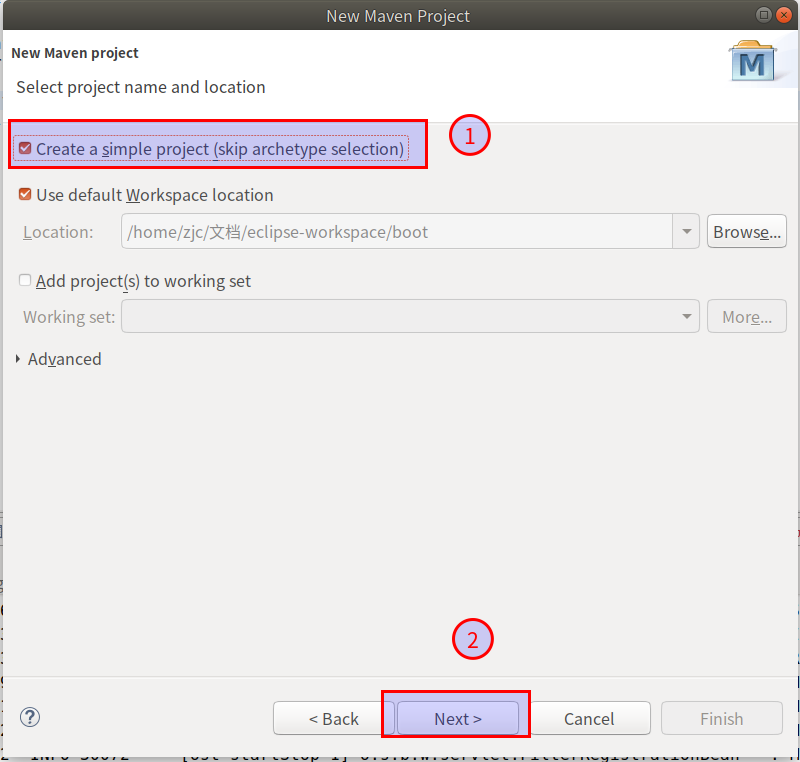 New Maven Project
New Maven project
M
Select project name and location
Create a simple project (skip archetype selection)
1
Use default Workspace location
Location: /home/zjc/文档/eclipse-workspace/boot Browse...
Add project(s) to working set
Working set: More...
Advanced
2
? < Back Next > Cancel Finish